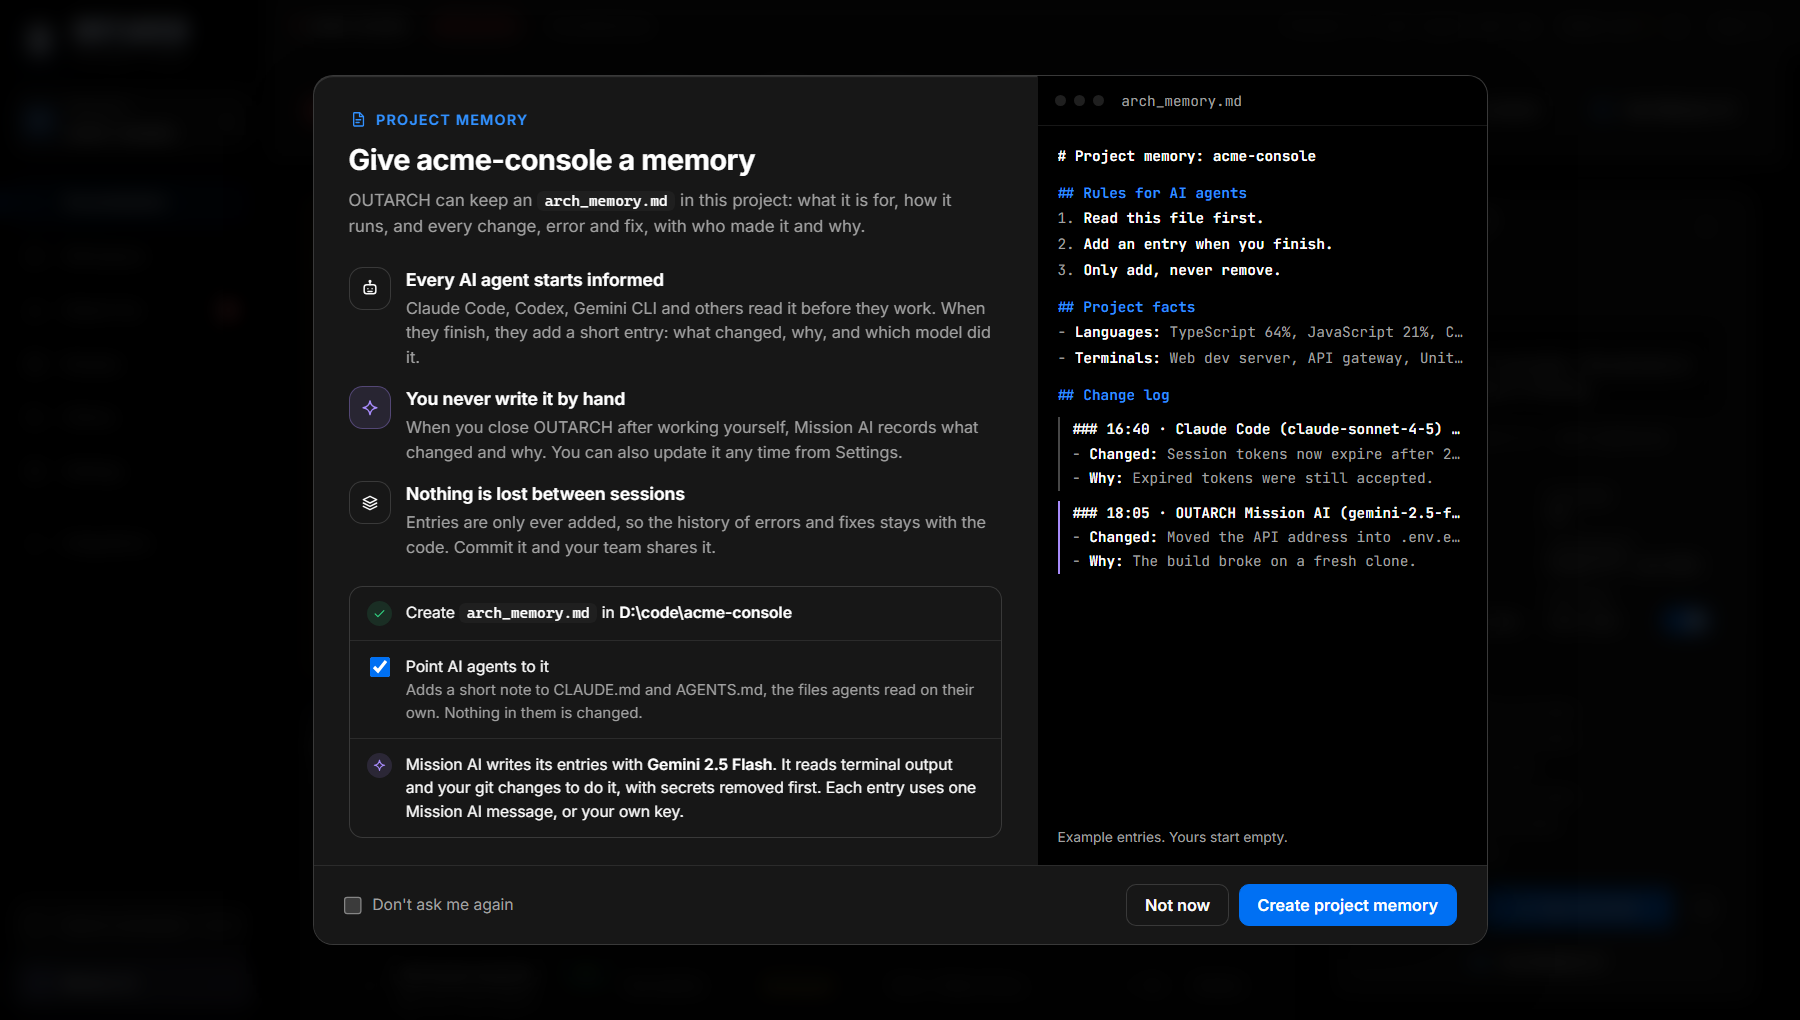 PROJECT MEMORY
Give acme-console a memory
OUTARCH can keep an arch_memory.md in this project: what it is for, how it
runs, and every change, error and fix, with who made it and why.
Every AI agent starts informed
Claude Code, Codex, Gemini CLI and others read it before they work. When
they finish, they add a short entry: what changed, why, and which model did
it.
You never write it by hand
When you close OUTARCH after working yourself, Mission AI records what
changed and why. You can also update it any time from Settings.
Nothing is lost between sessions
Entries are only ever added, so the history of errors and fixes stays with the
code. Commit it and your team shares it.
Create arch_memory.md in D:\code\acme-console
Point AI agents to it
Adds a short note to CLAUDE.md and AGENTS.md, the files agents read on their
own. Nothing in them is changed.
Mission AI writes its entries with Gemini 2.5 Flash. It reads terminal output
and your git changes to do it, with secrets removed first. Each entry uses one
Mission AI message, or your own key.
arch_memory.md
# Project memory: acme-console
## Rules for AI agents
1. Read this file first.
2. Add an entry when you finish.
3. Only add, never remove.
## Project facts
- Languages: TypeScript 64%, JavaScript 21%, C…
- Terminals: Web dev server, API gateway, Unit…
## Change log
### 16:40 · Claude Code (claude-sonnet-4-5) …
- Changed: Session tokens now expire after 2…
- Why: Expired tokens were still accepted.
### 18:05 · OUTARCH Mission AI (gemini-2.5-f…
- Changed: Moved the API address into .env.e…
- Why: The build broke on a fresh clone.
Example entries. Yours start empty.
Don't ask me again
Not now
Create project memory